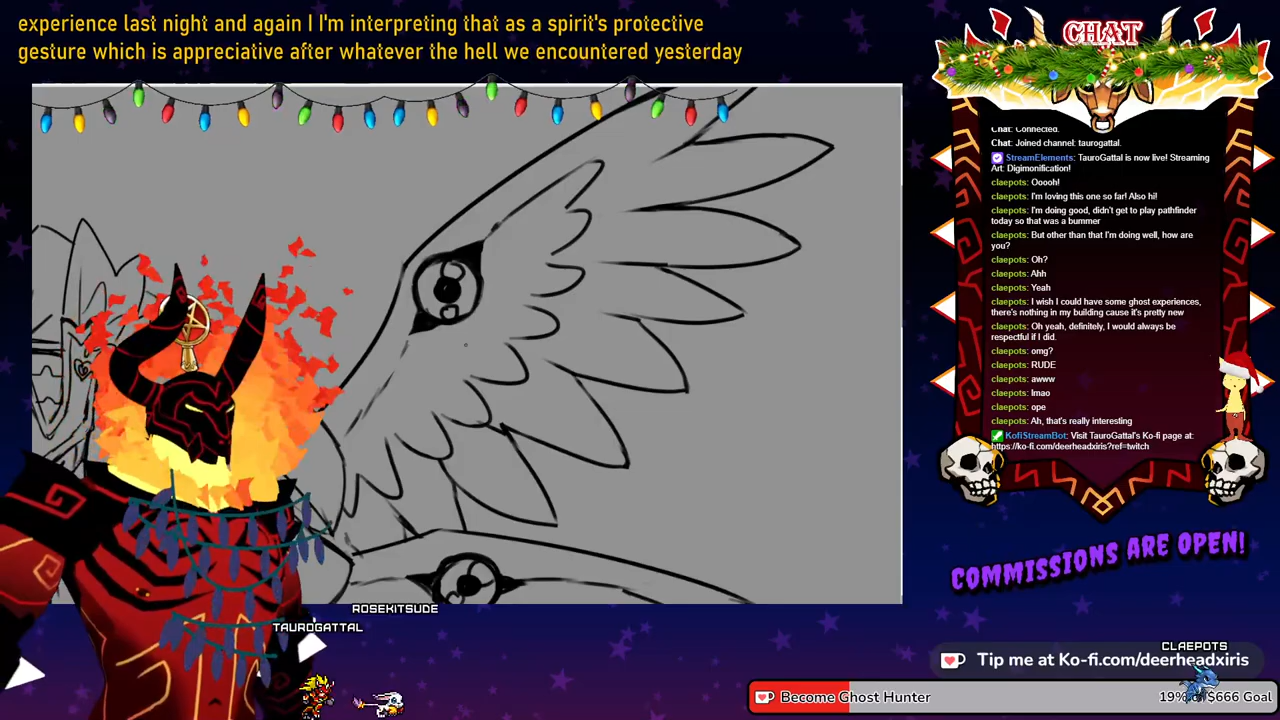 experience last night and again I I'm interpreting that as a spirit's protective
gesture which is appreciative after whatever the hell we encountered yesterday
CHAT
Chat: Connected.
Chat: Joined channel: taurogattal.
StreamElements: TauroGattal is now live! Streaming
Art: Digimonification!
claepots: Ooooh!
claepots: I'm loving this one so far! Also hi!
claepots: I'm doing good, didn't get to play pathfinder
today so that was a bummer
claepots: But other than that I'm doing well, how are
you?
claepots: Oh?
claepots: Ahh
claepots: Yeah
claepots: I wish I could have some ghost experiences,
there's nothing in my building cause it's pretty new
claepots: Oh yeah, definitely, I would always be
respectful if I did.
claepots: omg?
claepots: RUDE
claepots: awww
claepots: lmao
claepots: ope
claepots: Ah, that's really interesting
KofiStreamBot: Visit TauroGattal's Ko-fi page at:
https://ko-fi.com/deerheadxiris?ref=twitch
COMMISSIONS ARE OPEN!
ROSEKITSUDE
TAUROGATTAL
CLAEPOTS
Tip me at Ko-fi.com/deerheadxiris
Become Ghost Hunter
19% of $666 Goal